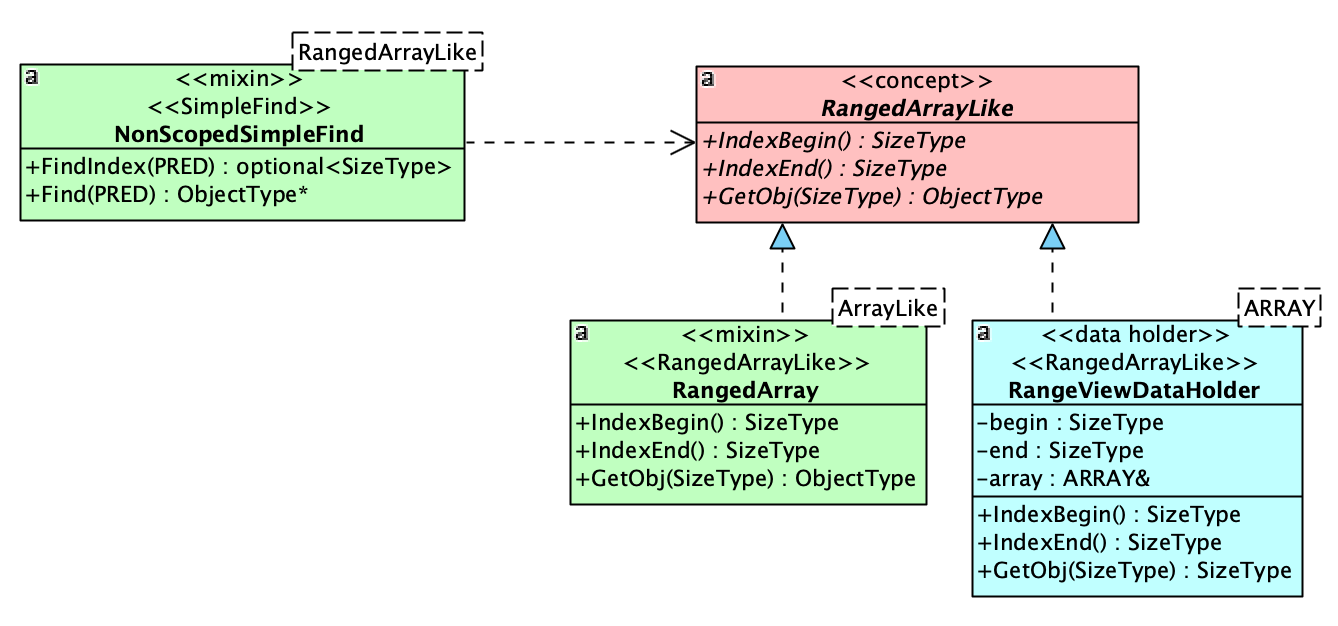 RangedArrayLike
a
<<mixin>>
<<SimpleFind>>
NonScopedSimpleFind
+FindIndex(PRED) : optional<SizeType>
+Find(PRED) : ObjectType*
a
<<concept>>
RangedArrayLike
+IndexBegin() : SizeType
+IndexEnd() : SizeType
+GetObj(SizeType) : ObjectType
ArrayLike
a
<<mixin>>
<<RangedArrayLike>>
RangedArray
+IndexBegin() : SizeType
+IndexEnd() : SizeType
+GetObj(SizeType) : ObjectType
ARRAY
a
<<data holder>>
<<RangedArrayLike>>
RangeViewDataHolder
-begin : SizeType
-end : SizeType
-array : ARRAY&
+IndexBegin() : SizeType
+IndexEnd() : SizeType
+GetObj(SizeType) : SizeType